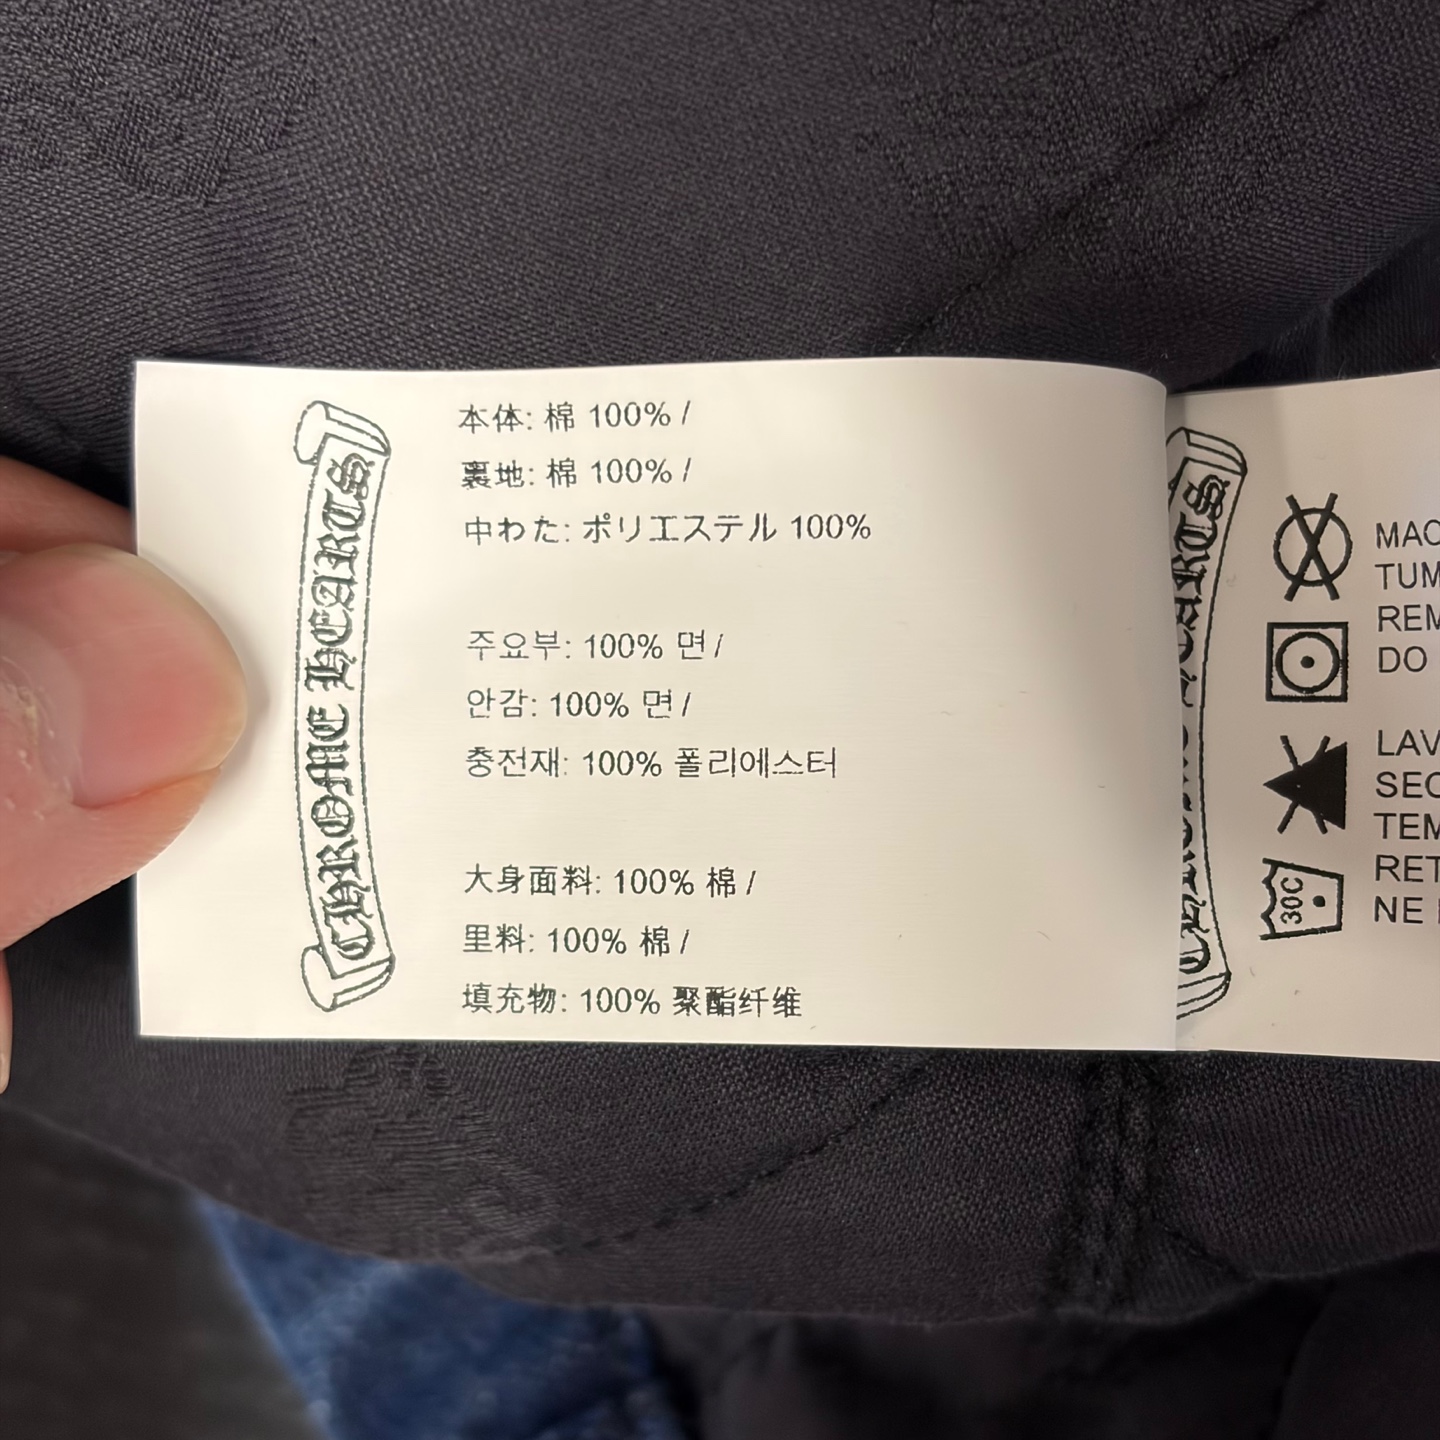 CHROME HEARTS
本体: 棉 100% /
裏地: 棉 100% /
中わた: ポリエステル 100%
주요부: 100% 면 /
안감: 100% 면 /
충전재: 100% 폴리에스터
大身面料: 100% 棉 /
里料: 100% 棉 /
填充物: 100% 聚酯纤维
30C
MAC
TUM
REM
DO
LAV
SEC
TEM
RET
NE